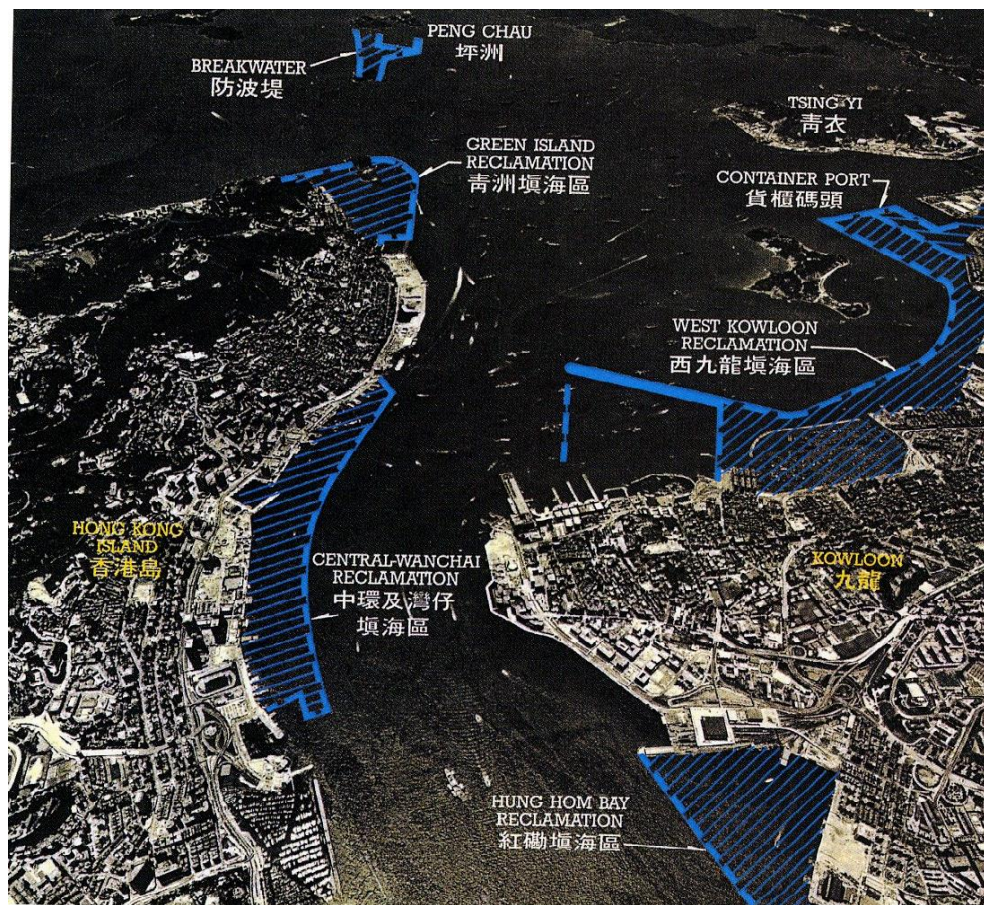 PENG CHAU
坪洲
BREAKWATER
防波堤
TSING YI
青衣
GREEN ISLAND
RECLAMATION
青洲填海區
CONTAINER PORT
貨櫃碼頭
WEST KOWLOON
RECLAMATION
西九龍填海區
HONG KONG
ISLAND
香港島
CENTRAL-WANCHAI
RECLAMATION
中環及灣仔
填海區
KOWLOON
九龍
HUNG HOM BAY
RECLAMATION
紅磡填海區